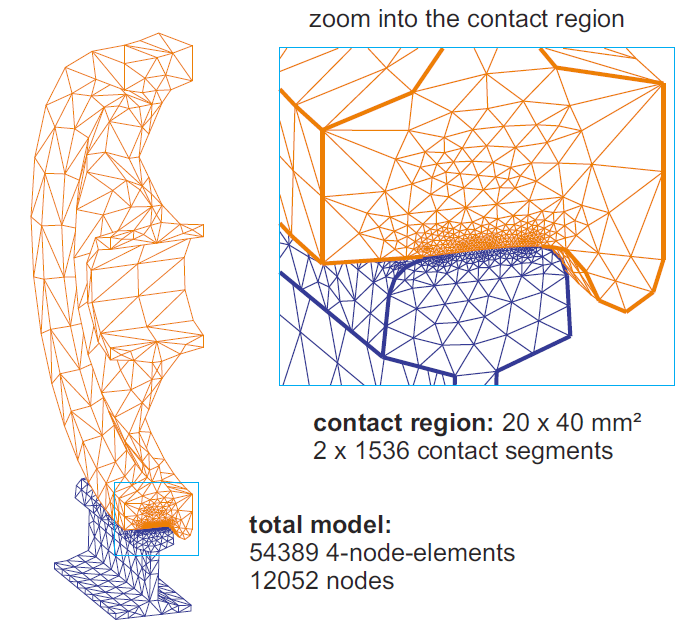 zoom into the contact region
contact region: 20 x 40 mm²
2 x 1536 contact segments
total model:
54389 4-node-elements
12052 nodes